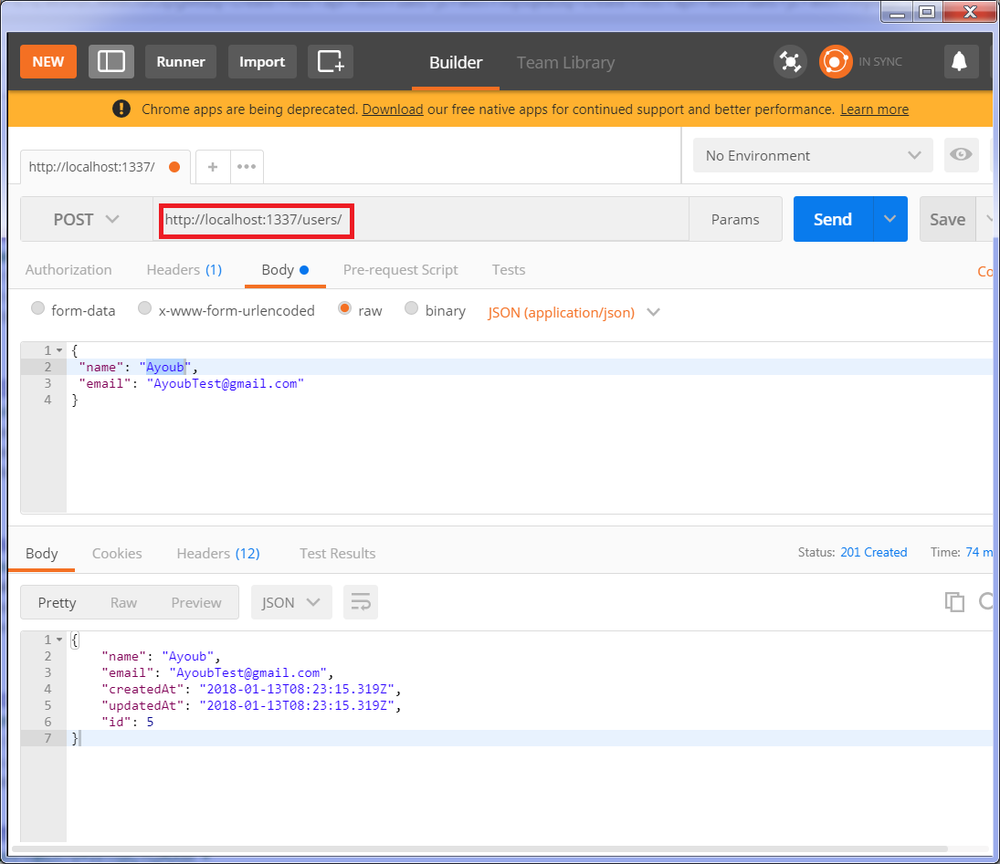 NEW Runner Import Builder Team Library IN SYNC
Chrome apps are being deprecated. Download our free native apps for continued support and better performance. Learn more
http://localhost:1337/ + ••• No Environment
POST http://localhost:1337/users/ Params Send Save
Authorization Headers (1) Body Pre-request Script Tests Co
form-data x-www-form-urlencoded raw binary JSON (application/json)
1 {
2 "name": "Ayoub",
3 "email": "AyoubTest@gmail.com"
4 }
Body Cookies Headers (12) Test Results Status: 201 Created Time: 74 m
Pretty Raw Preview JSON
1 {
2 "name": "Ayoub",
3 "email": "AyoubTest@gmail.com",
4 "createdAt": "2018-01-13T08:23:15.319Z",
5 "updatedAt": "2018-01-13T08:23:15.319Z",
6 "id": 5
7 }